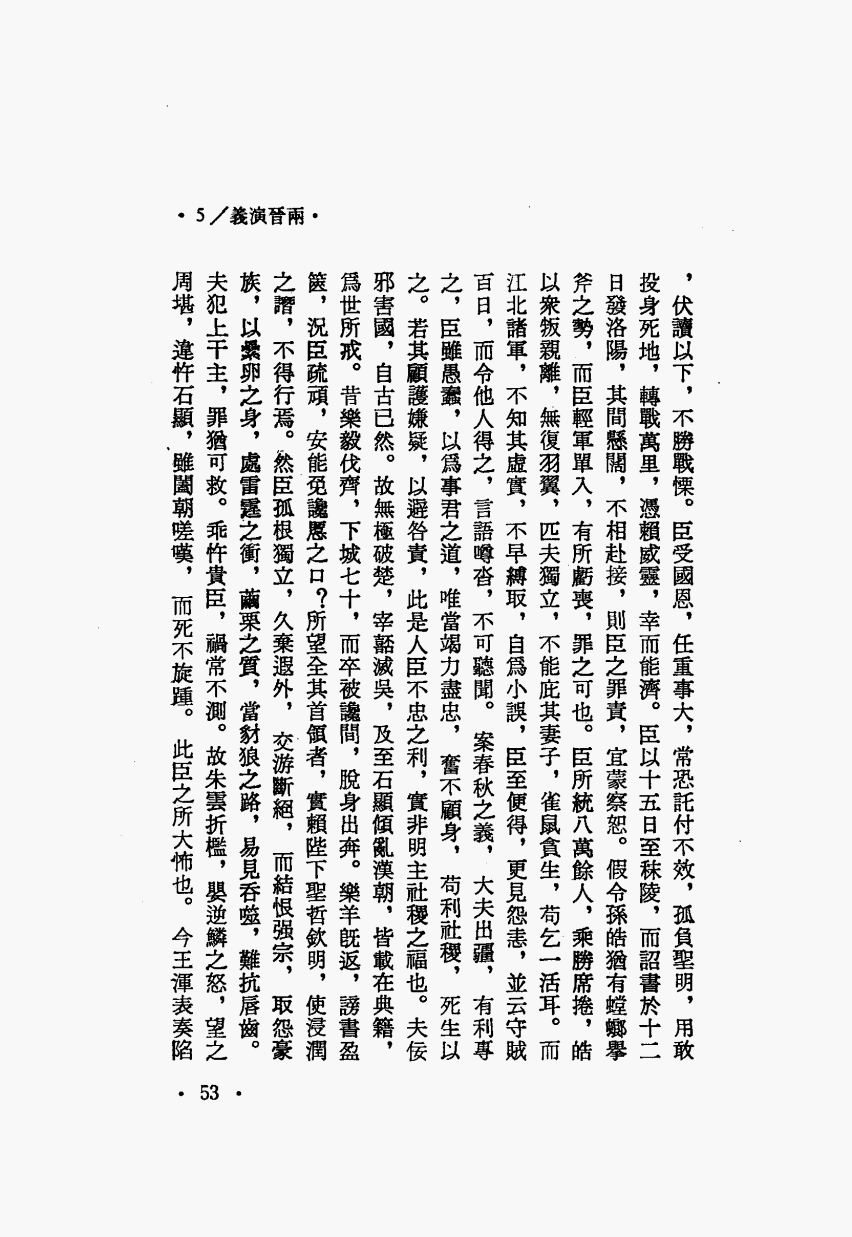 ・兩晉演義／5・
，伏讀以下，不勝戰慄。臣受國恩，任重事大，常恐託付不效，孤負聖明，用敢
投身死地，轉戰萬里，憑賴威靈，幸而能濟。臣以十五日至秣陵，而詔書於十二
日發洛陽，其間懸闊，不相赴接，則臣之罪責，宜蒙察恕。假令孫皓猶有螳螂舉
斧之勢，而臣輕軍單入，有所虧喪，罪之可也。臣所統八萬餘人，乘勝席捲，皓
以衆叛親離，無復羽翼，匹夫獨立，不能庇其妻子，雀鼠貪生，苟乞一活耳。而
江北諸軍，不知其虛實，不早縛取，自爲小誤，臣至便得，更見怨恚，並云守賊
百日，而令他人得之，言語噂沓，不可聽聞。案春秋之義，大夫出疆，有利專
之，臣雖愚蠢，以爲事君之道，唯當竭力盡忠，奮不顧身，苟利社稷，死生以
之。若其顧護嫌疑，以避咎責，此是人臣不忠之利，實非明主社稷之福也。夫佞
邪害國，自古已然。故無極破楚，宰嚭滅吳，及至石顯傾亂漢朝，皆載在典籍，
爲世所戒。昔樂毅伐齊，下城七十，而卒被讒間，脫身出奔。樂羊旣返，謗書盈
篋，況臣疏頑，安能免讒慝之口？所望全其首領者，實賴陛下聖哲欽明，使浸潤
之譖，不得行焉。然臣孤根獨立，久棄遐外，交游斷絕，而結恨强宗，取怨豪
族，以纍卵之身，處雷霆之衝，繭栗之質，當豺狼之路，易見吞噬，難抗唇齒。
夫犯上干主，罪猶可救。乖忤貴臣，禍常不測。故朱雲折檻，嬰逆鱗之怒，望之
周堪，違忤石顯，雖闔朝嗟嘆，而死不旋踵。此臣之所大怖也。今王渾表奏陷
・53・